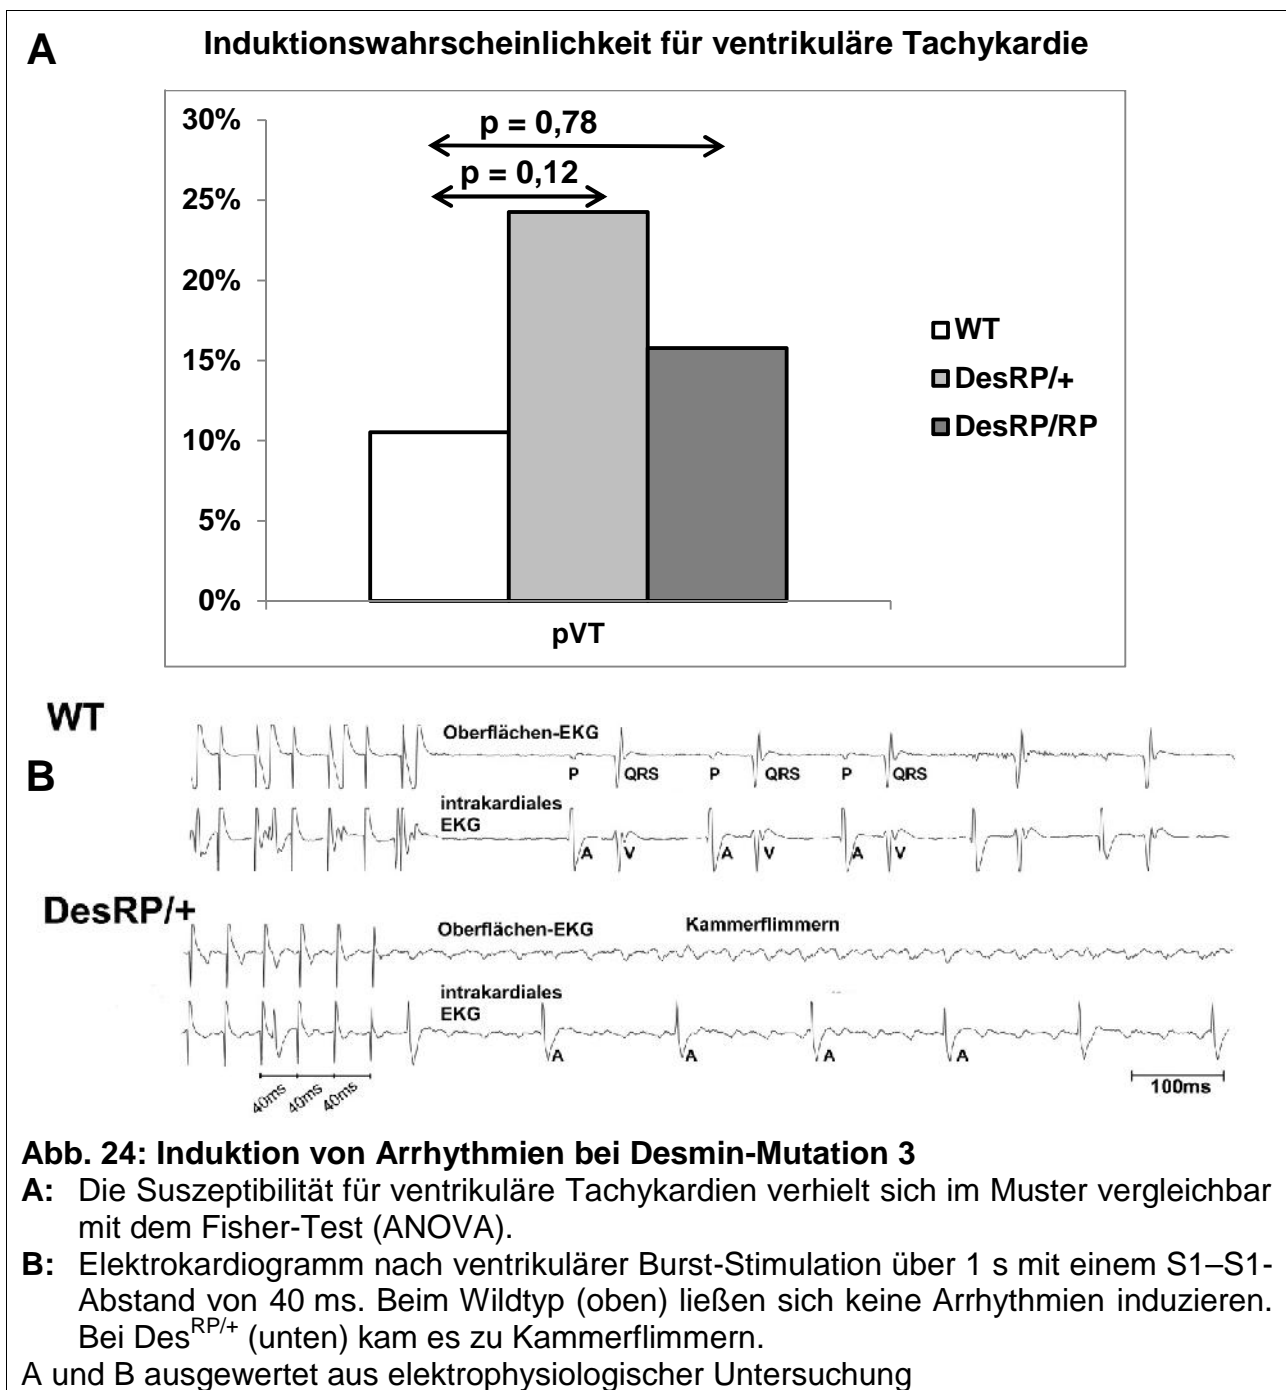 A
Induktionswahrscheinlichkeit für ventrikuläre Tachykardie
30%
25%
20%
15%
10%
5%
0%
p = 0,78
p = 0,12
pVT
WT
DesRP/+
DesRP/RP
WT
B
Oberflächen-EKG
P QRS P QRS P QRS
intrakardiales
EKG
A V A V A V
DesRP/+
Oberflächen-EKG
Kammerflimmern
intrakardiales
EKG
A A A A
40ms 40ms 40ms
100ms
Abb. 24: Induktion von Arrhythmien bei Desmin-Mutation 3
A: Die Suszeptibilität für ventrikuläre Tachykardien verhielt sich im Muster vergleichbar
mit dem Fisher-Test (ANOVA).
B: Elektrokardiogramm nach ventrikulärer Burst-Stimulation über 1 s mit einem S1–S1-
Abstand von 40 ms. Beim Wildtyp (oben) ließen sich keine Arrhythmien induzieren.
Bei Des^RP/+ (unten) kam es zu Kammerflimmern.
A und B ausgewertet aus elektrophysiologischer Untersuchung